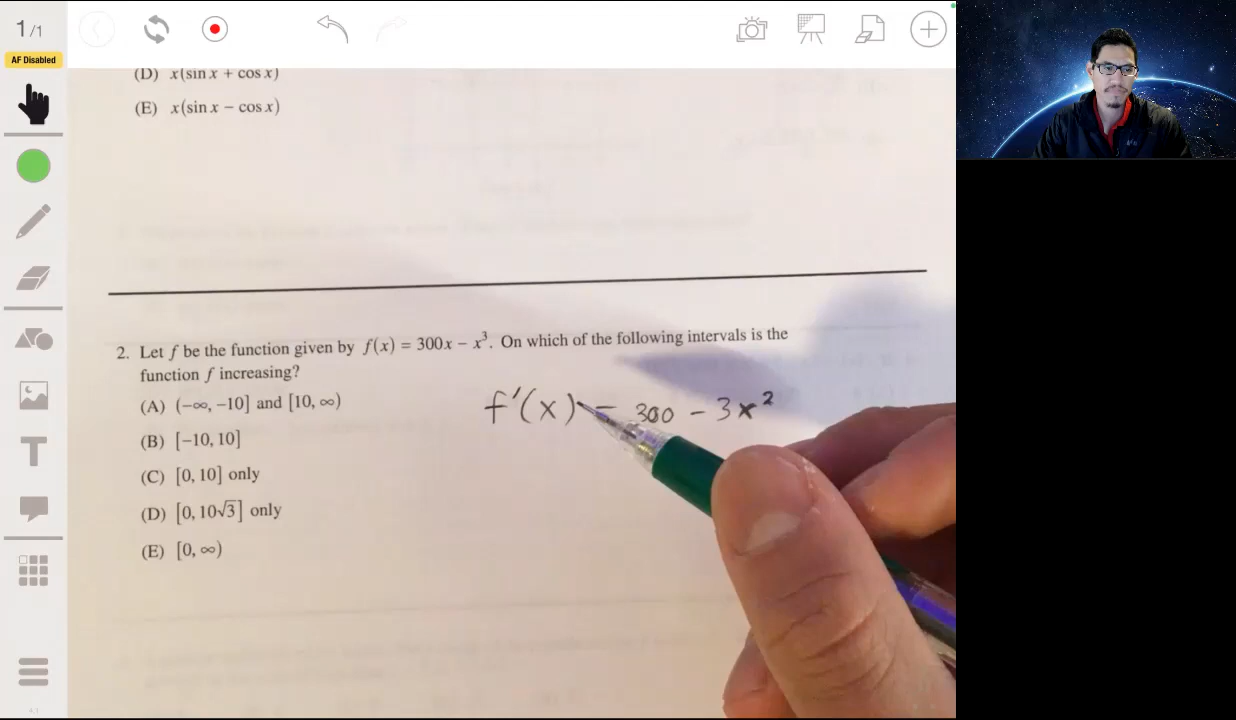 1/1
AF Disabled
(D) x(sin x + cos x)
(E) x(sin x − cos x)
2. Let f be the function given by f(x) = 300x − x³. On which of the following intervals is the
function f increasing?
(A) (−∞, −10] and [10, ∞)
(B) [−10, 10]
(C) [0, 10] only
(D) [0, 10√3] only
(E) [0, ∞)
f′(x) = 300 − 3x²
T